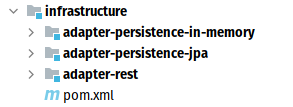 infrastructure
adapter-persistence-in-memory
adapter-persistence-jpa
adapter-rest
m pom.xml